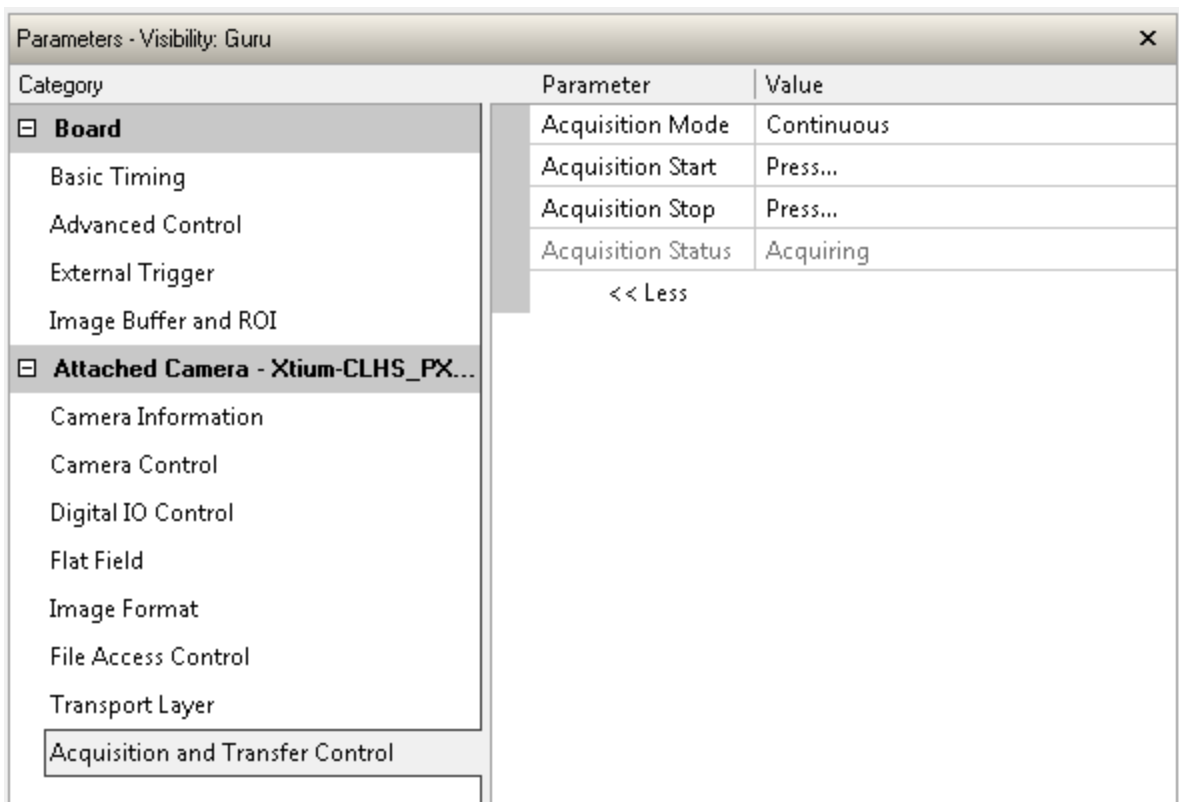 Parameters - Visibility: Guru
Category
Parameter Value
Board
Basic Timing
Advanced Control
External Trigger
Image Buffer and ROI
Attached Camera - Xtium-CLHS_PX...
Camera Information
Camera Control
Digital IO Control
Flat Field
Image Format
File Access Control
Transport Layer
Acquisition and Transfer Control
Acquisition Mode Continuous
Acquisition Start Press...
Acquisition Stop Press...
Acquisition Status Acquiring
<< Less